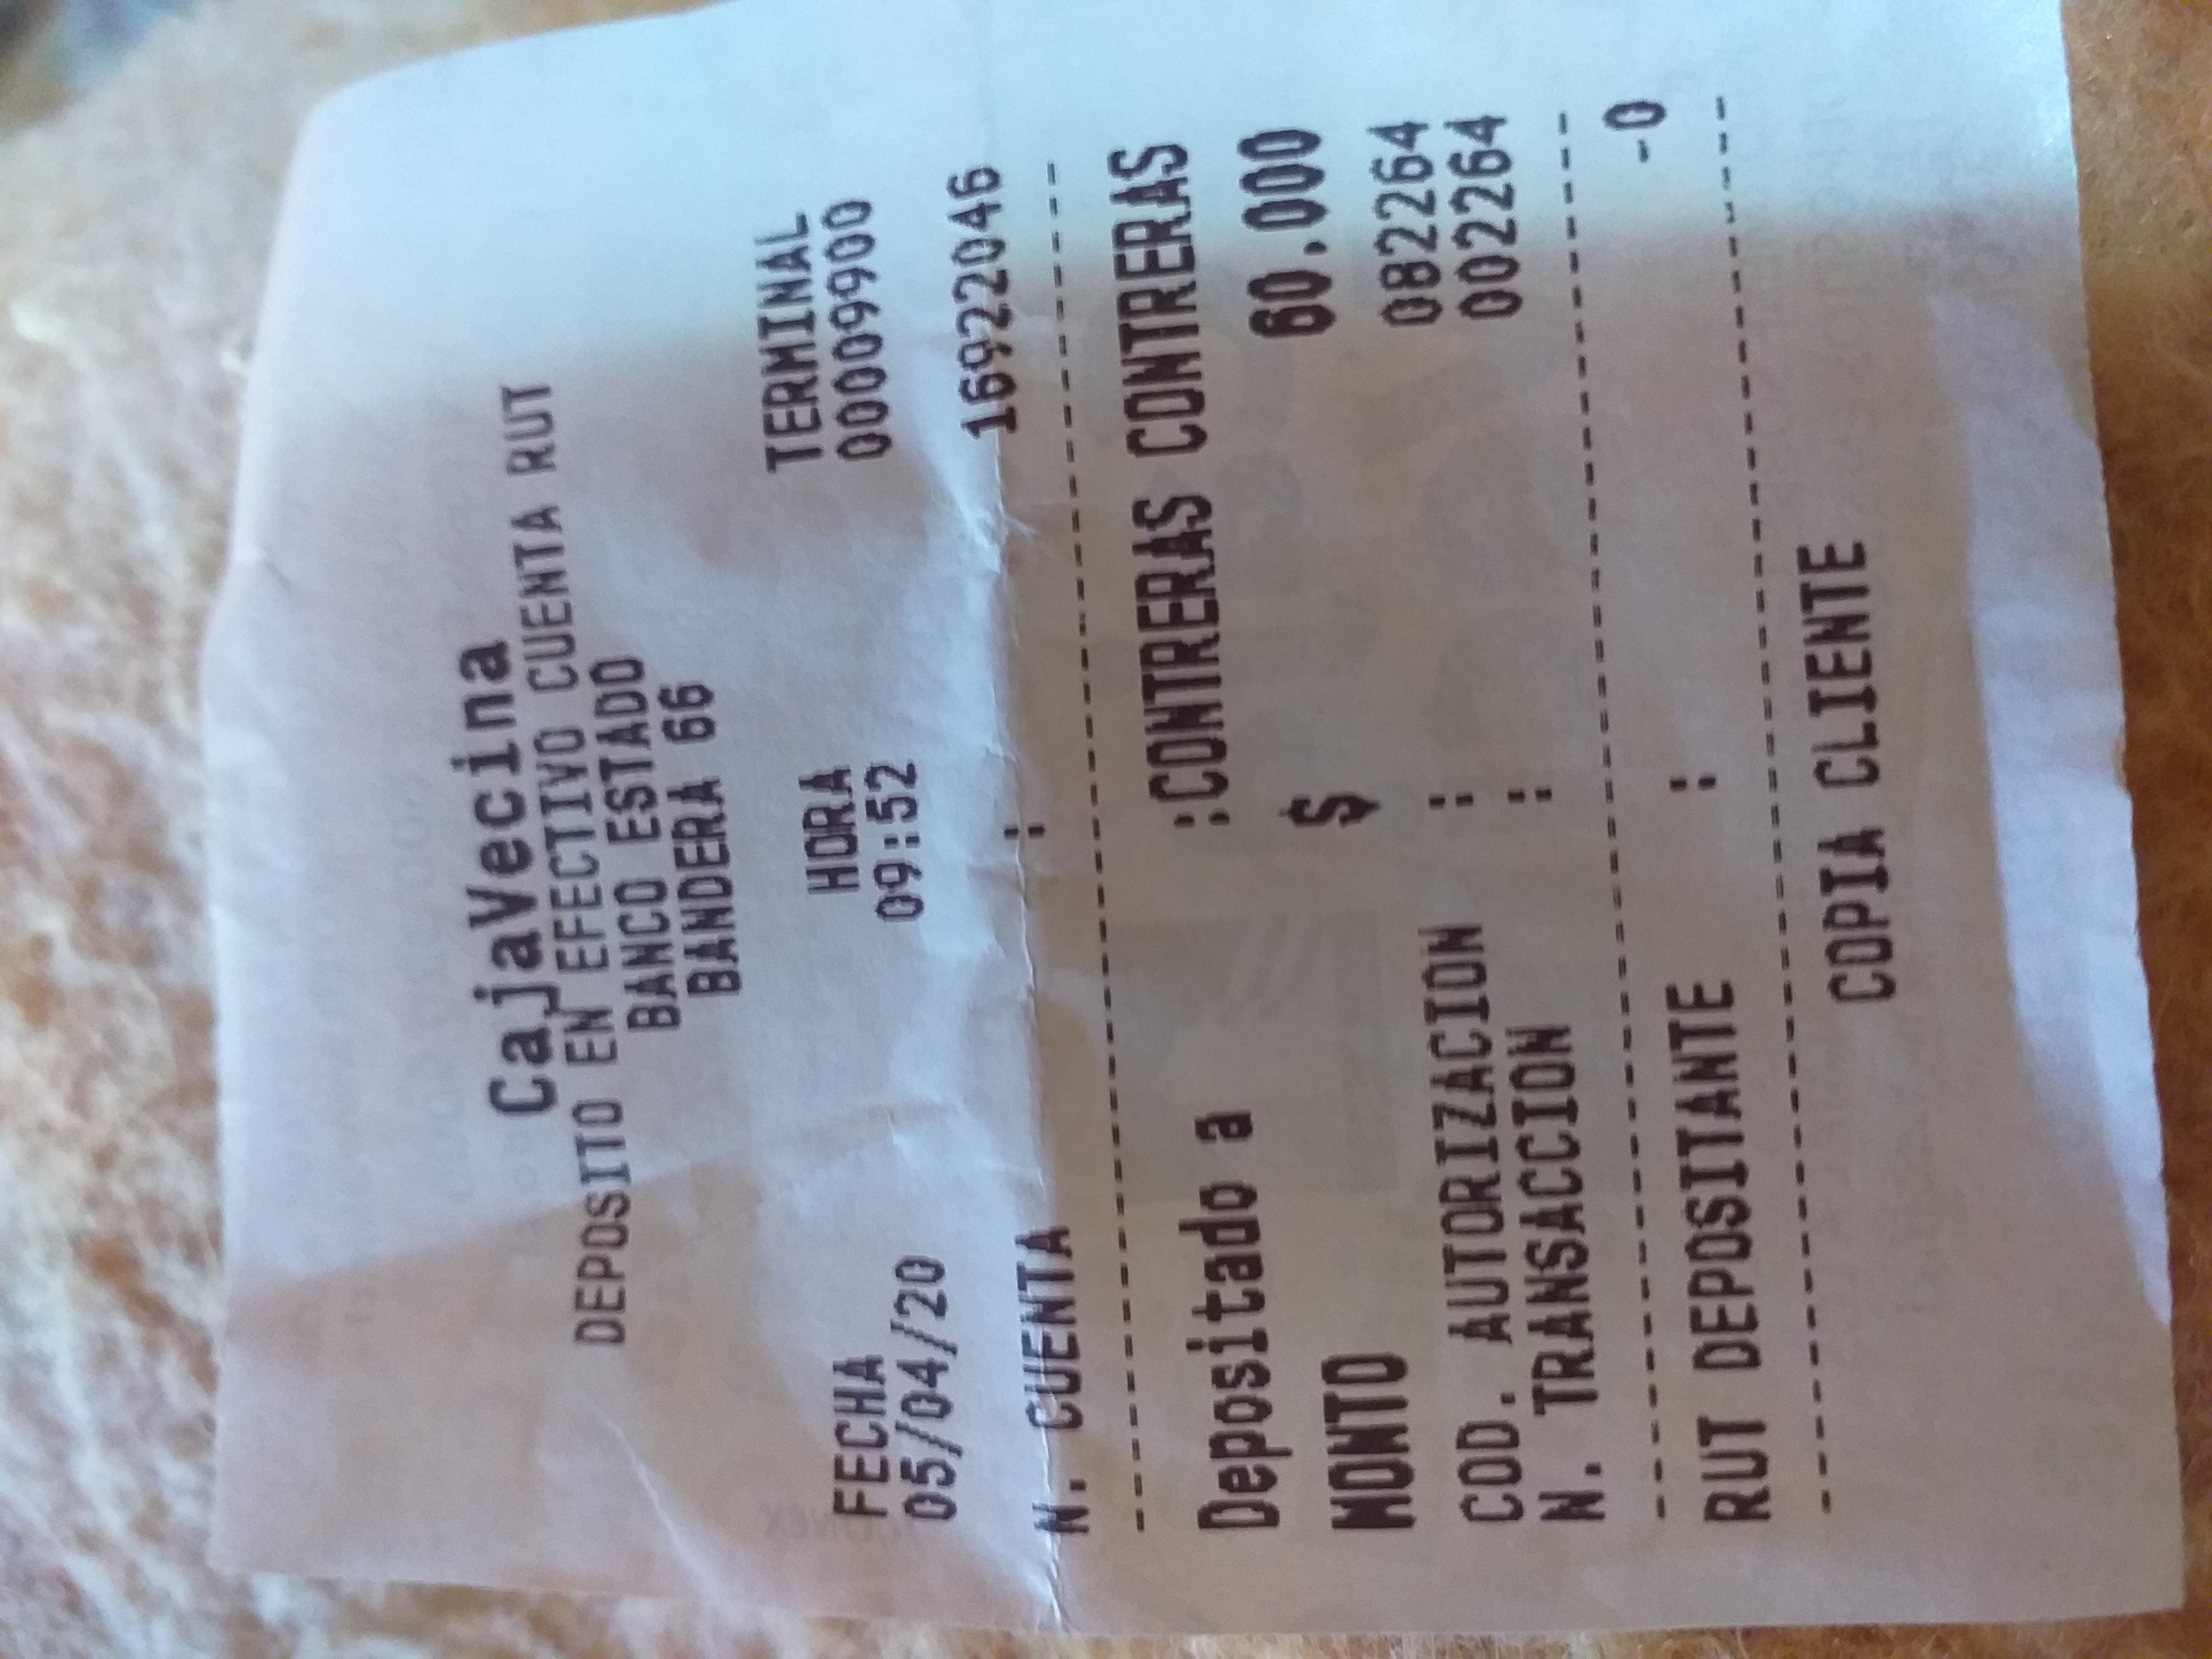 CajaVecina
DEPOSITO EN EFECTIVO CUENTA RUT
BANCO ESTADO
BANDERA 66
FECHA HORA TERMINAL
05/04/20 09:52 00009900
N. CUENTA : 16922046
--------------------------------
Depositado a :CONTRERAS CONTRERAS
MONTO $ 60.000
COD. AUTORIZACION : 082264
N. TRANSACCION : 002264
--------------------------------
RUT DEPOSITANTE : -0
--------------------------------
COPIA CLIENTE